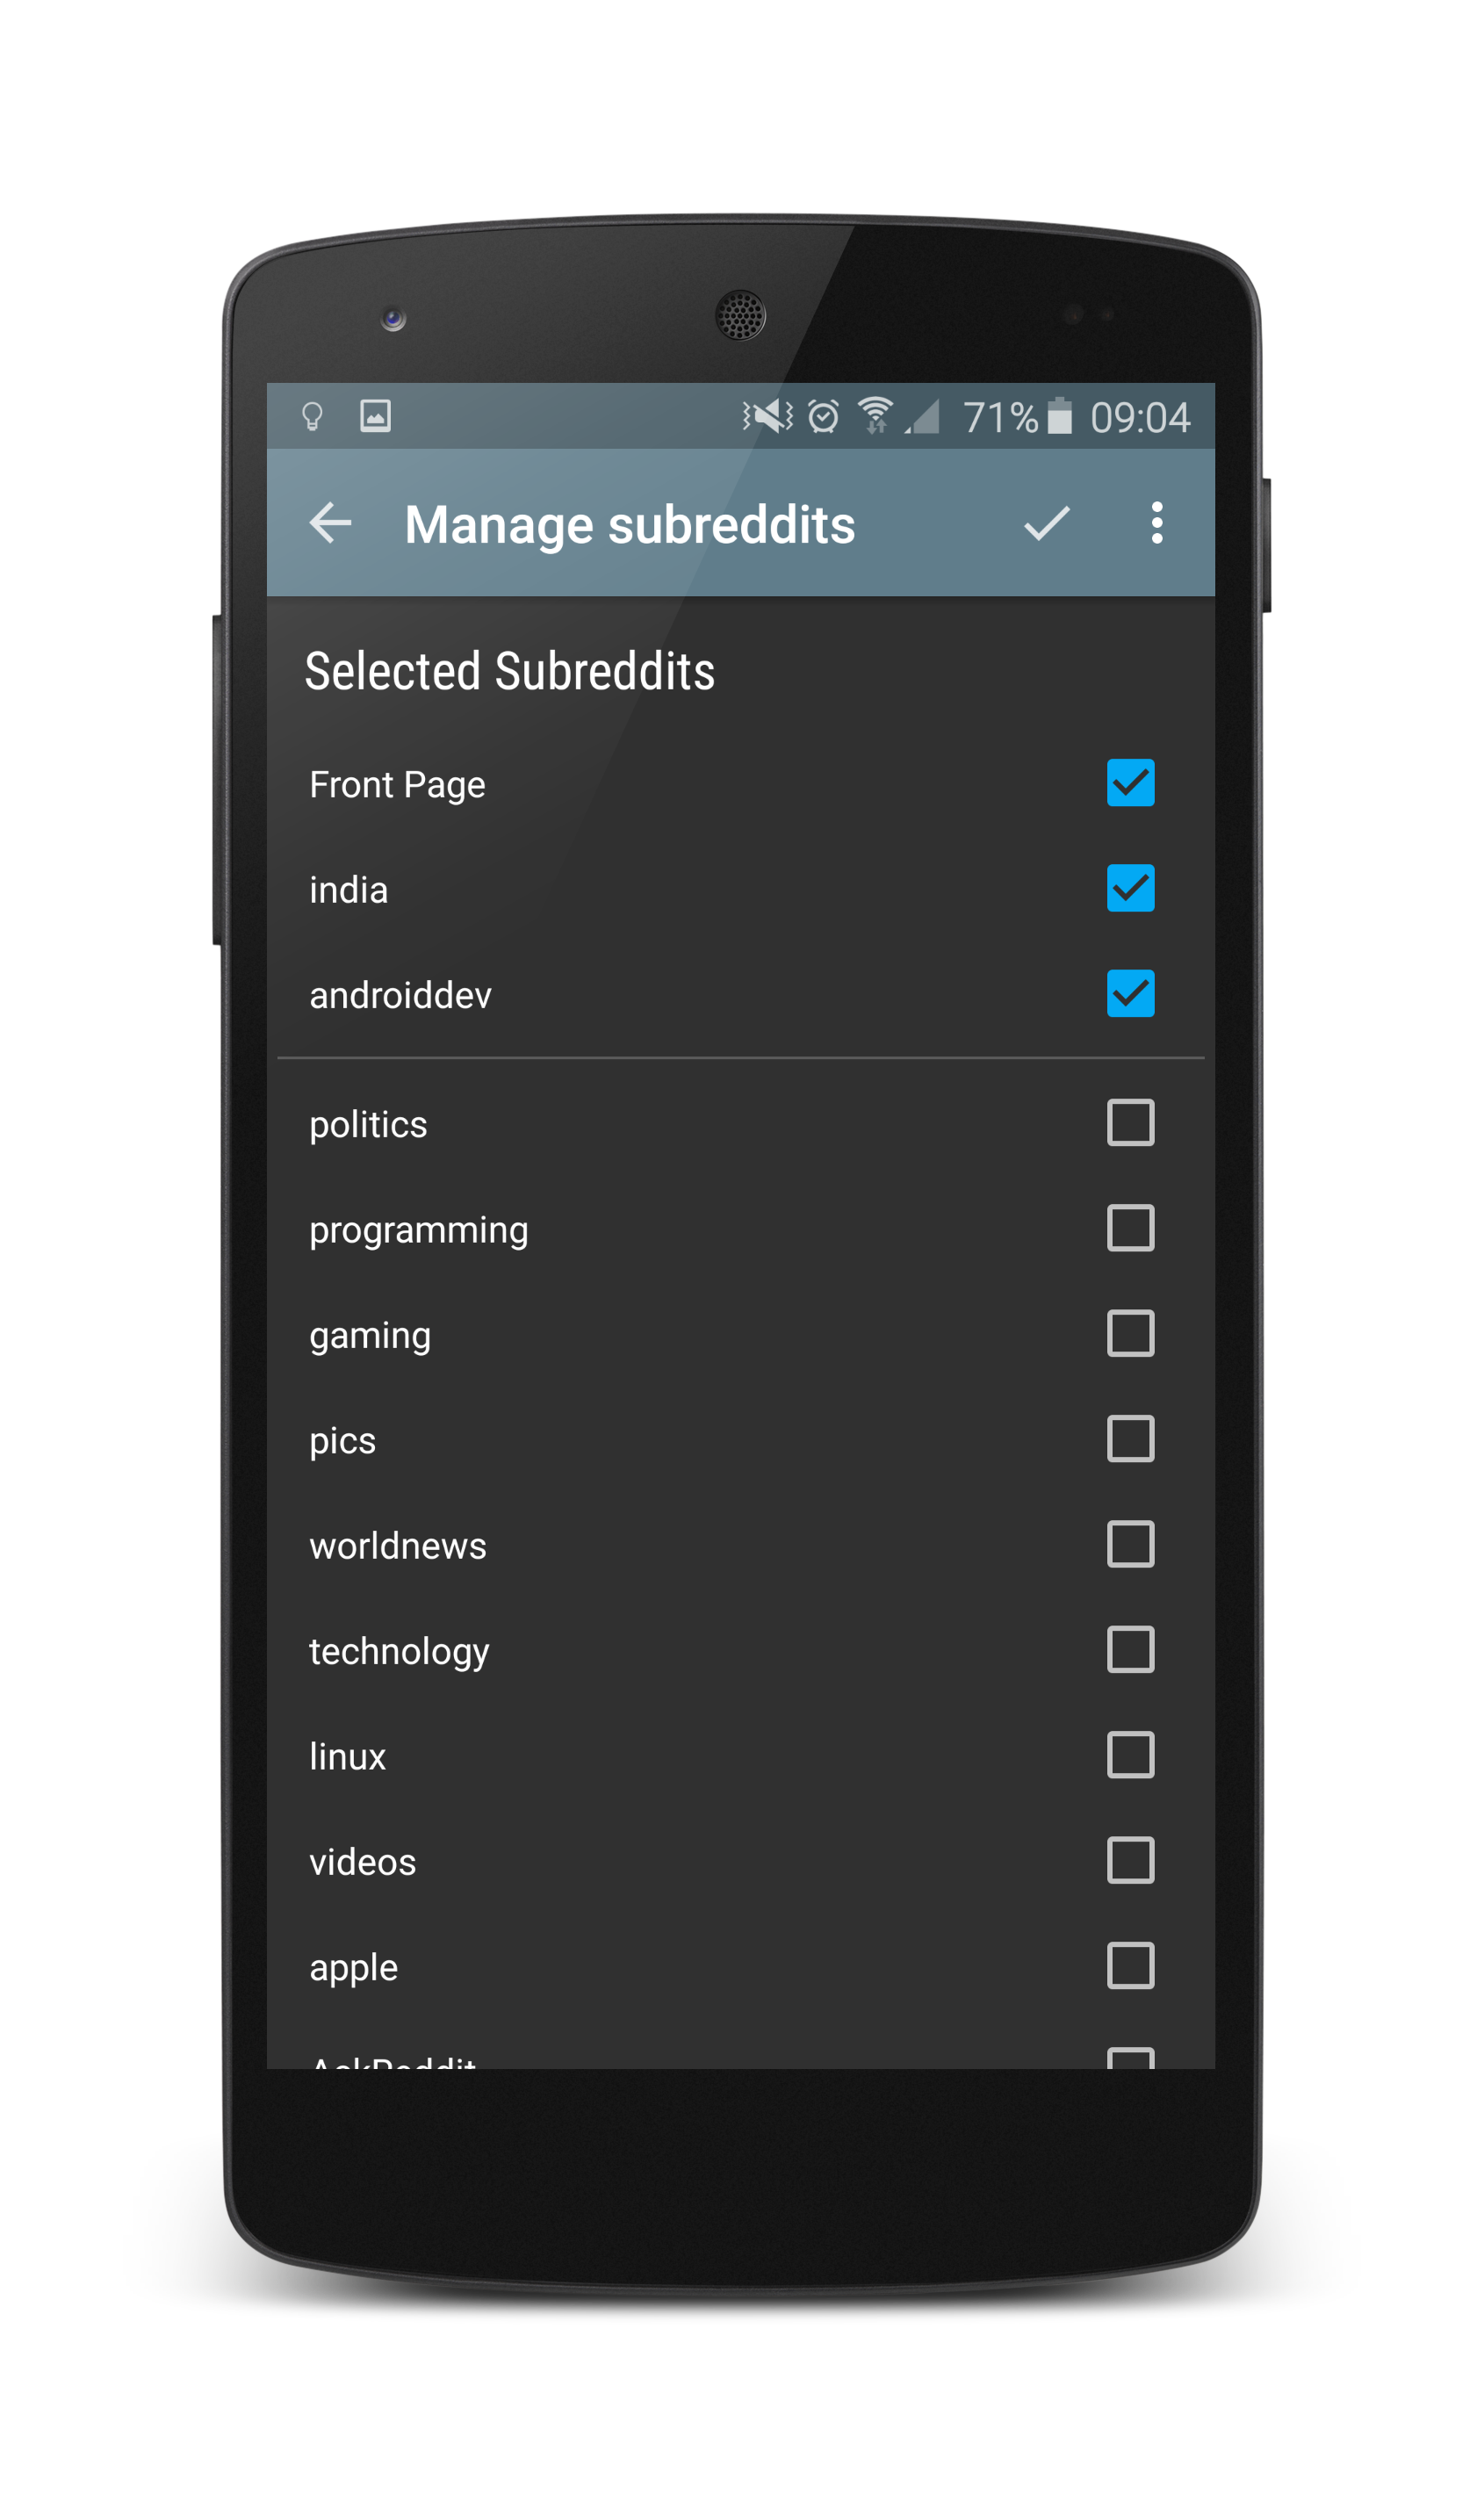 71% 09:04
Manage subreddits
Selected Subreddits
Front Page
india
androiddev
politics
programming
gaming
pics
worldnews
technology
linux
videos
apple
AskReddit